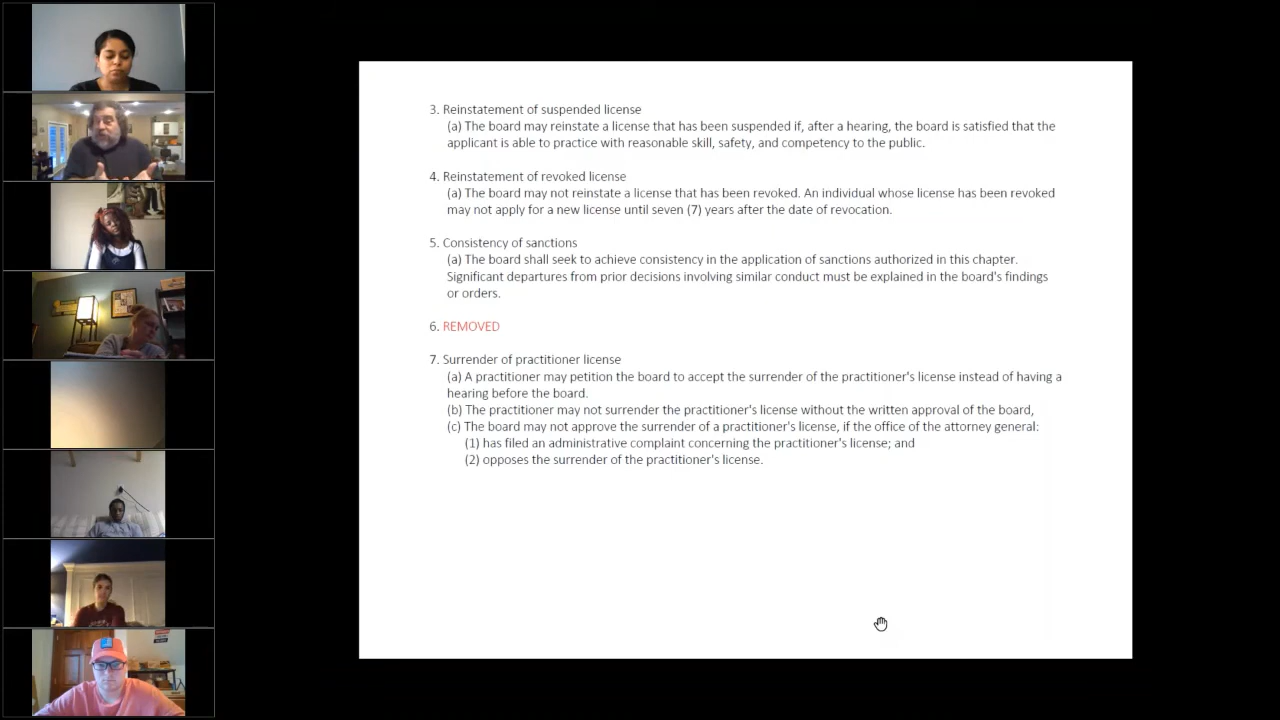 3. Reinstatement of suspended license
(a) The board may reinstate a license that has been suspended if, after a hearing, the board is satisfied that the
applicant is able to practice with reasonable skill, safety, and competency to the public.
4. Reinstatement of revoked license
(a) The board may not reinstate a license that has been revoked. An individual whose license has been revoked
may not apply for a new license until seven (7) years after the date of revocation.
5. Consistency of sanctions
(a) The board shall seek to achieve consistency in the application of sanctions authorized in this chapter.
Significant departures from prior decisions involving similar conduct must be explained in the board's findings
or orders.
6. REMOVED
7. Surrender of practitioner license
(a) A practitioner may petition the board to accept the surrender of the practitioner's license instead of having a
hearing before the board.
(b) The practitioner may not surrender the practitioner's license without the written approval of the board,
(c) The board may not approve the surrender of a practitioner's license, if the office of the attorney general:
(1) has filed an administrative complaint concerning the practitioner's license; and
(2) opposes the surrender of the practitioner's license.